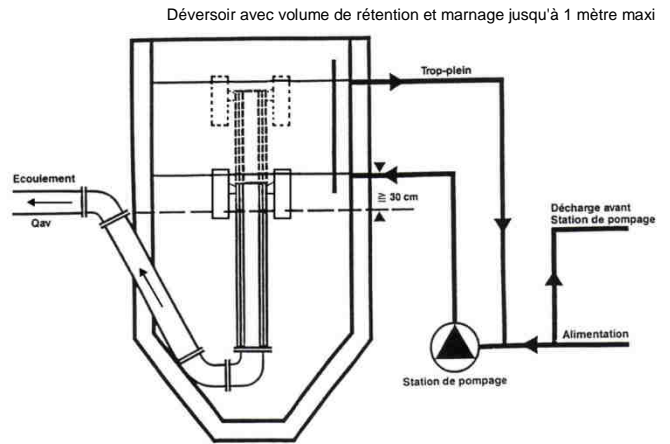 Déversoir avec volume de rétention et marnage jusqu'à 1 mètre maxi
Trop-plein
Ecoulement
Qav
≥ 30 cm
Décharge avant
Station de pompage
Alimentation
Station de pompage